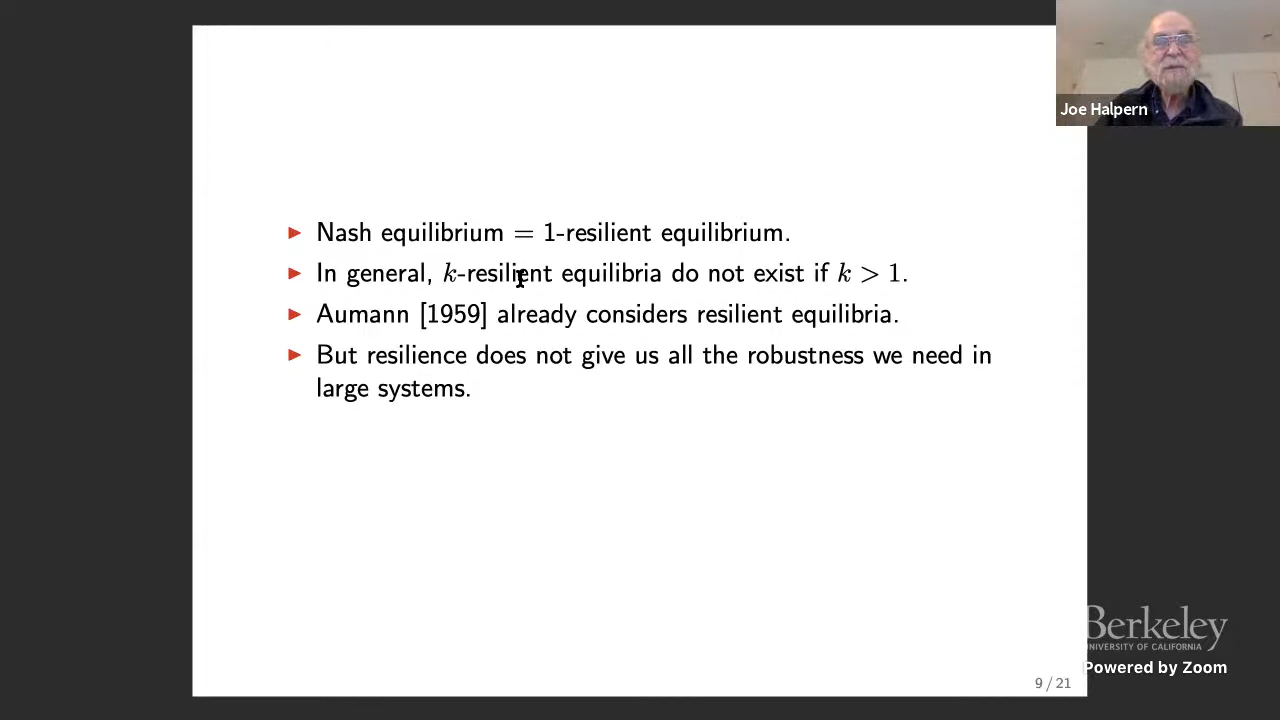 Joe Halpern
Nash equilibrium = 1-resilient equilibrium.
In general, k-resilient equilibria do not exist if k > 1.
Aumann [1959] already considers resilient equilibria.
But resilience does not give us all the robustness we need in
large systems.
Berkeley
UNIVERSITY OF CALIFORNIA
Powered by Zoom
9 / 21